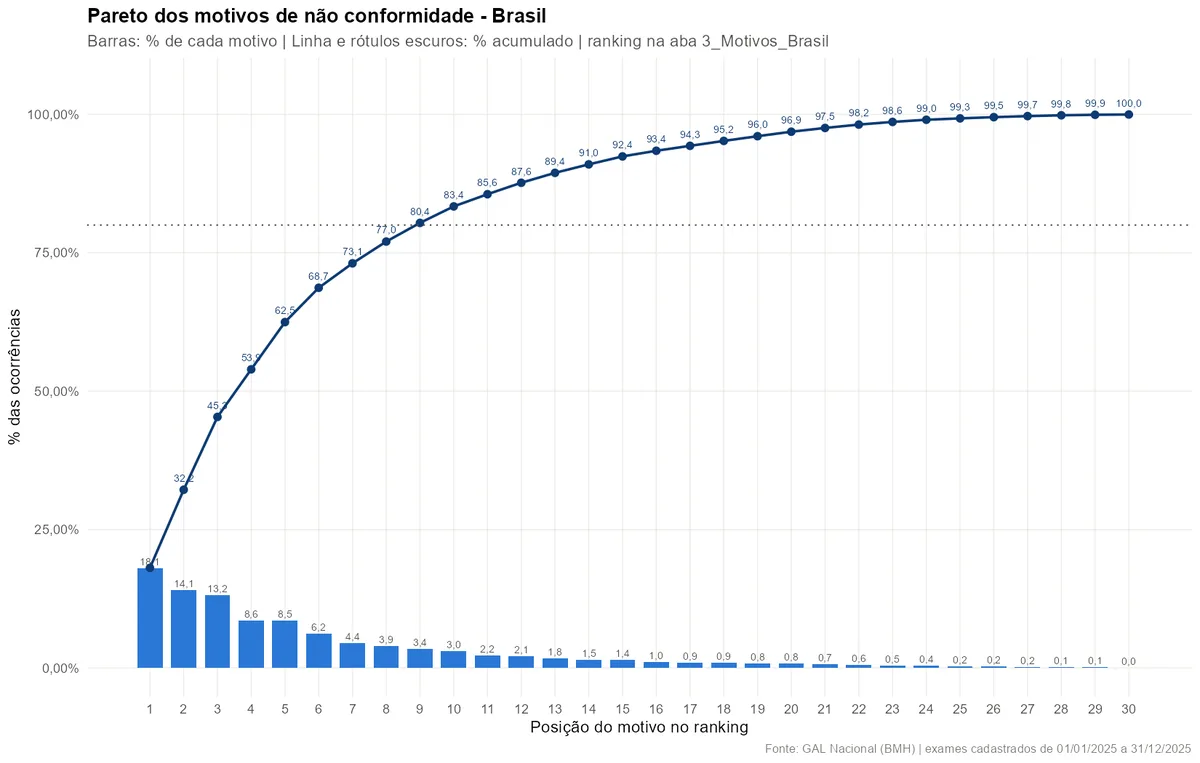 Pareto dos motivos de não conformidade - Brasil
Barras: % de cada motivo | Linha e rótulos escuros: % acumulado | ranking na aba 3_Motivos_Brasil
% das ocorrências
100,00%
75,00%
50,00%
25,00%
0,00%
18,1 32,2 45,3 53,9 62,5 68,7 73,1 77,0 80,4 83,4 85,6 87,6 89,4 91,0 92,4 93,4 94,3 95,2 96,0 96,9 97,5 98,2 98,6 99,0 99,3 99,5 99,7 99,8 99,9 100,0
14,1 13,2 8,6 8,5 6,2 4,4 3,9 3,4 3,0 2,2 2,1 1,8 1,5 1,4 1,0 0,9 0,9 0,8 0,8 0,7 0,6 0,5 0,4 0,2 0,2 0,2 0,1 0,1 0,0
1 2 3 4 5 6 7 8 9 10 11 12 13 14 15 16 17 18 19 20 21 22 23 24 25 26 27 28 29 30
Posição do motivo no ranking
Fonte: GAL Nacional (BMH) | exames cadastrados de 01/01/2025 a 31/12/2025